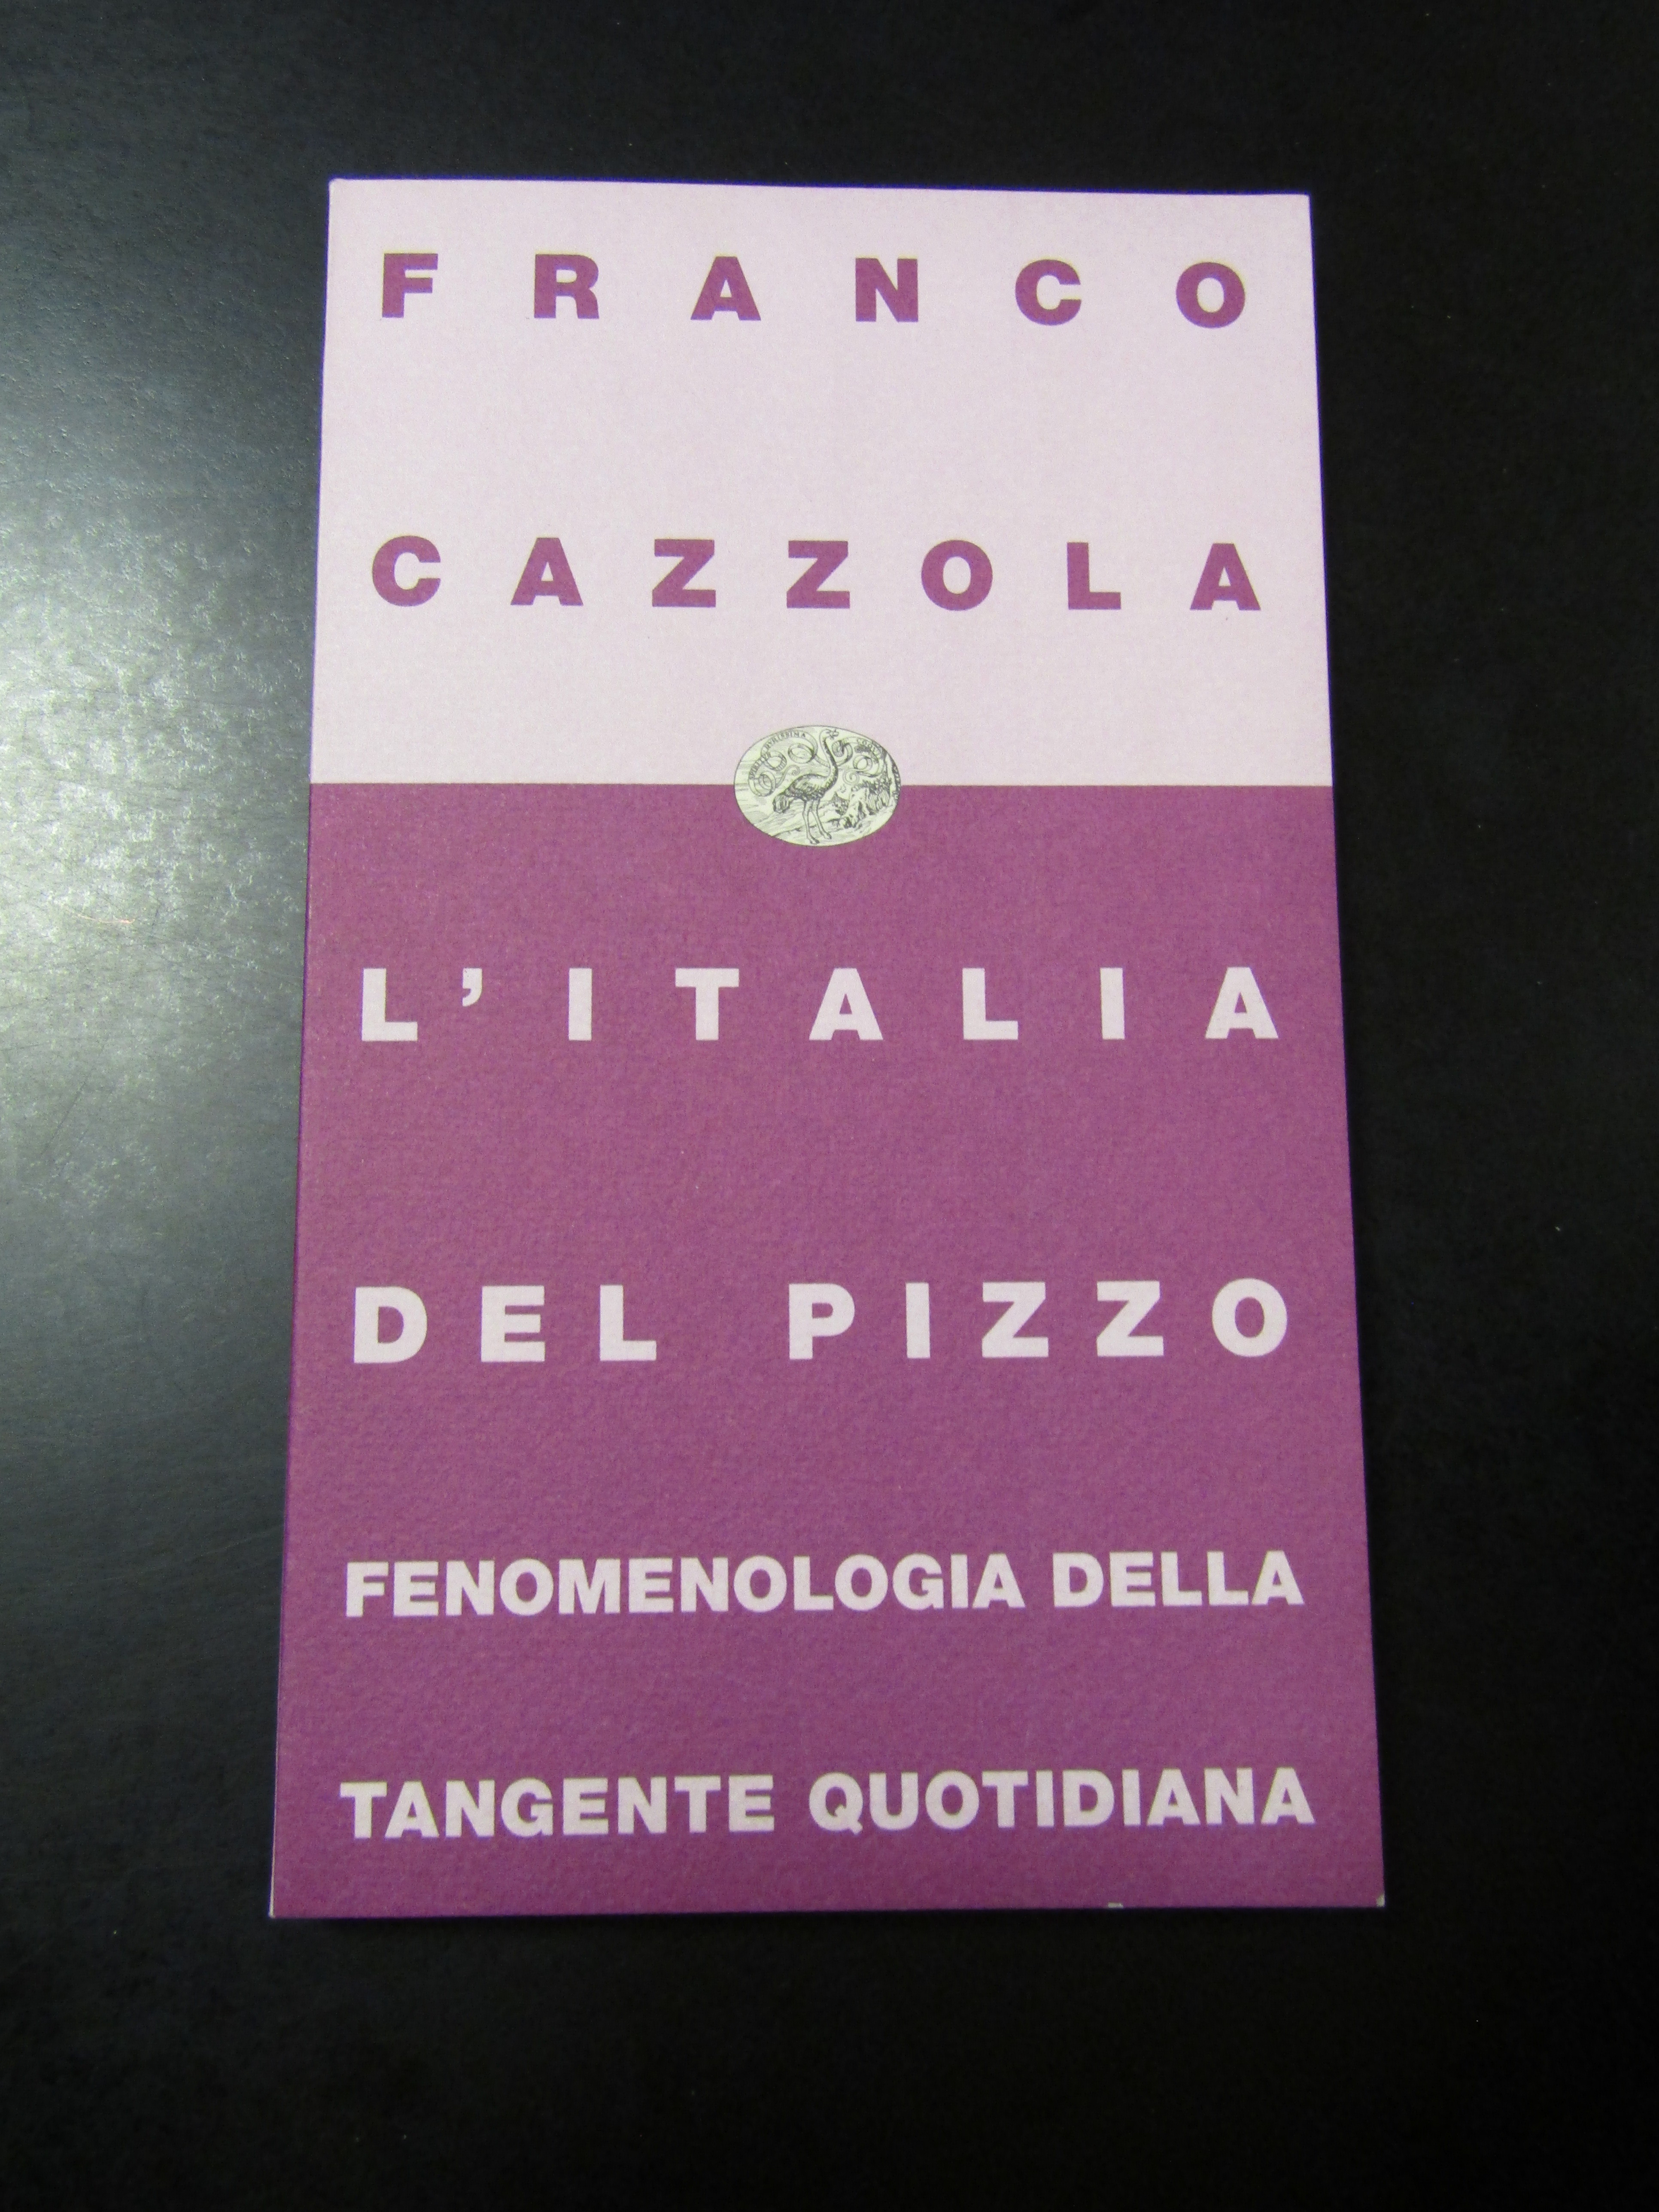 FRANCO
CAZZOLA
L'ITALIA
DEL PIZZO
FENOMENOLOGIA DELLA
TANGENTE QUOTIDIANA